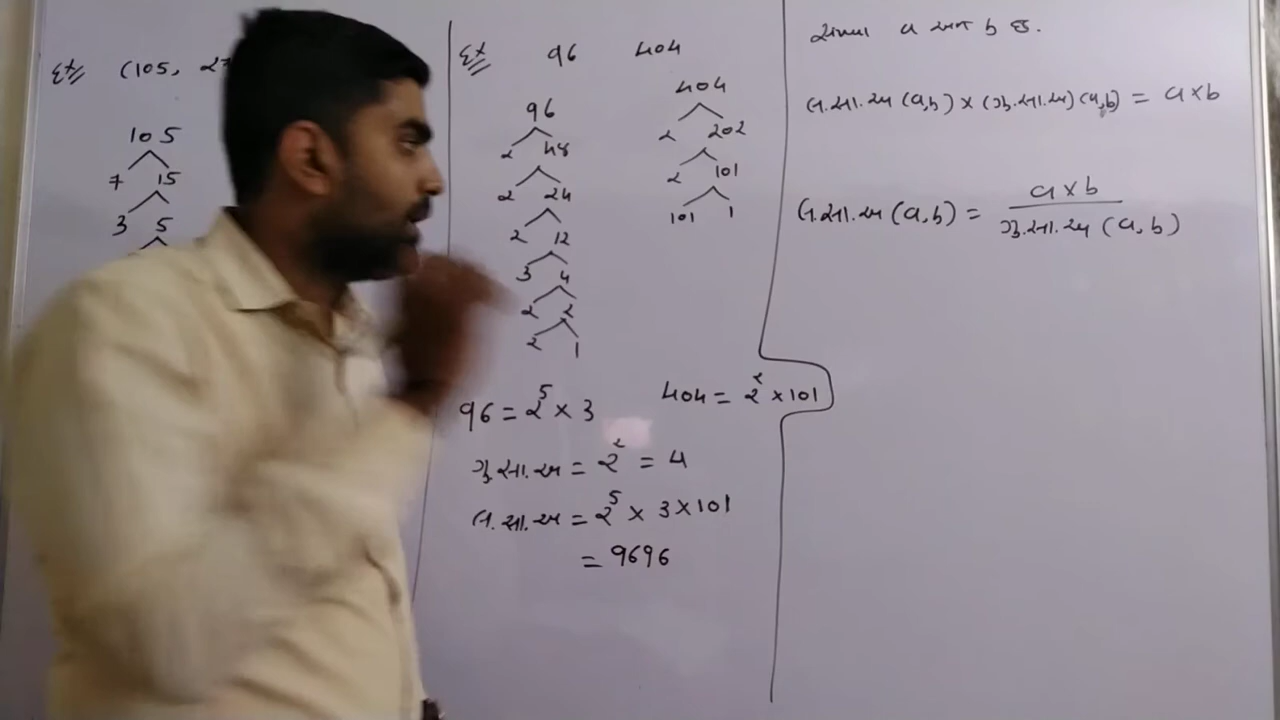 Ex (105, 2
105
7 15
3 5
Ex 96 404
96
2 48
2 24
2 12
3 4
2 2
2 1
404
2 202
2 101
101 1
96 = 2⁵ × 3
404 = 2² × 101
ગુ.સા.અ = 2² = 4
લ.સા.અ = 2⁵ × 3 × 101
= 9696
a અને b છે.
લ.સા.અ (a,b) × (ગુ.સા.અ) (a,b) = a × b
લ.સા.અ (a,b) = a × b / ગુ.સા.અ (a, b)